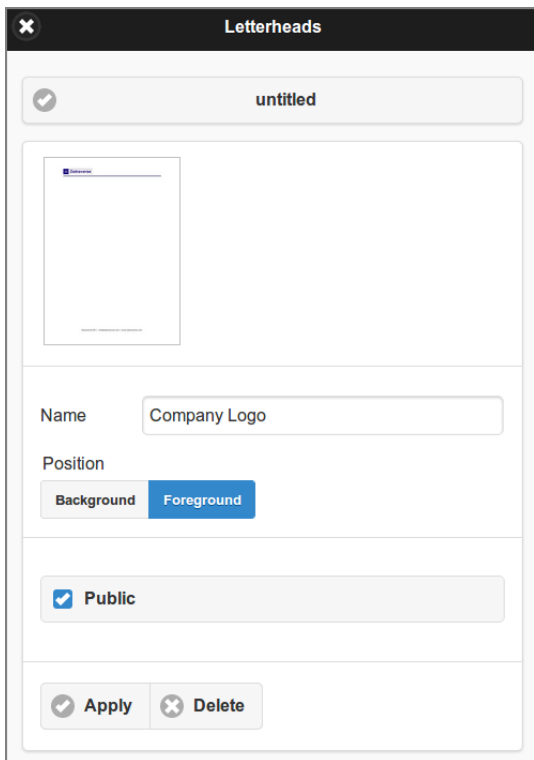 Letterheads
untitled
Name
Company Logo
Position
Background Foreground
Public
Apply Delete